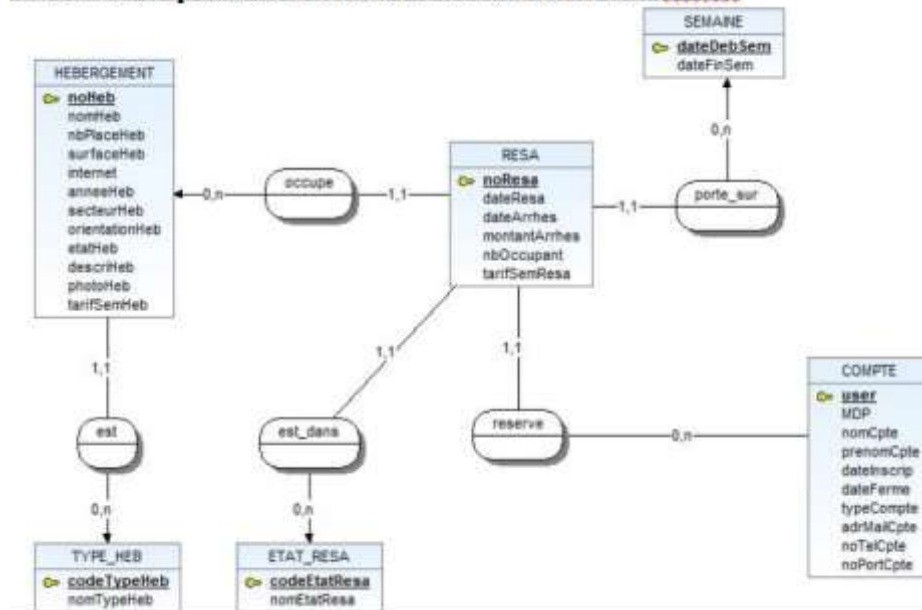 SEMAINE
dateDebSem
dateFinSem
HEBERGEMENT
noHeb
nomHeb
nbPlaceHeb
surfaceHeb
internet
anneeHeb
secteurHeb
orientationHeb
etatHeb
descriHeb
photoHeb
tarifSemHeb
0,n
occupe
1,1
RESA
noResa
dateResa
dateArrhes
montantArrhes
nbOccupant
tarifSemResa
1,1
porte_sur
0,n
1,1
est
0,n
TYPE_HEB
codeTypeHeb
nomTypeHeb
1,1
est_dans
0,n
ETAT_RESA
codeEtatResa
nomEtatResa
1,1
reserve
0,n
COMPTE
user
MDP
nomCpte
prenomCpte
dateInscrip
dateFerme
typeCompte
adrMailCpte
noTelCpte
noPortCpte